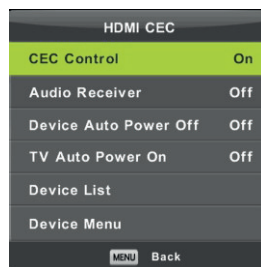 HDMI CEC
CEC Control On
Audio Receiver Off
Device Auto Power Off Off
TV Auto Power On Off
Device List
Device Menu
MENU Back